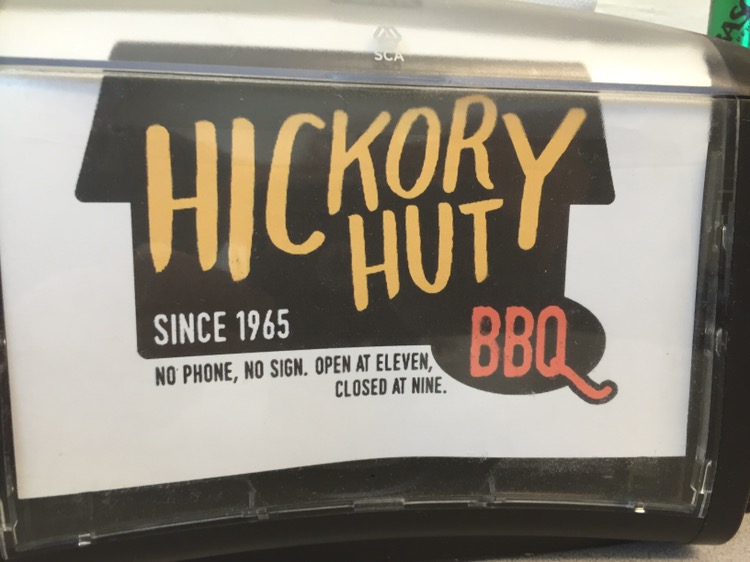 SCA
HICKORY
HUT
SINCE 1965
BBQ
NO PHONE, NO SIGN. OPEN AT ELEVEN,
CLOSED AT NINE.